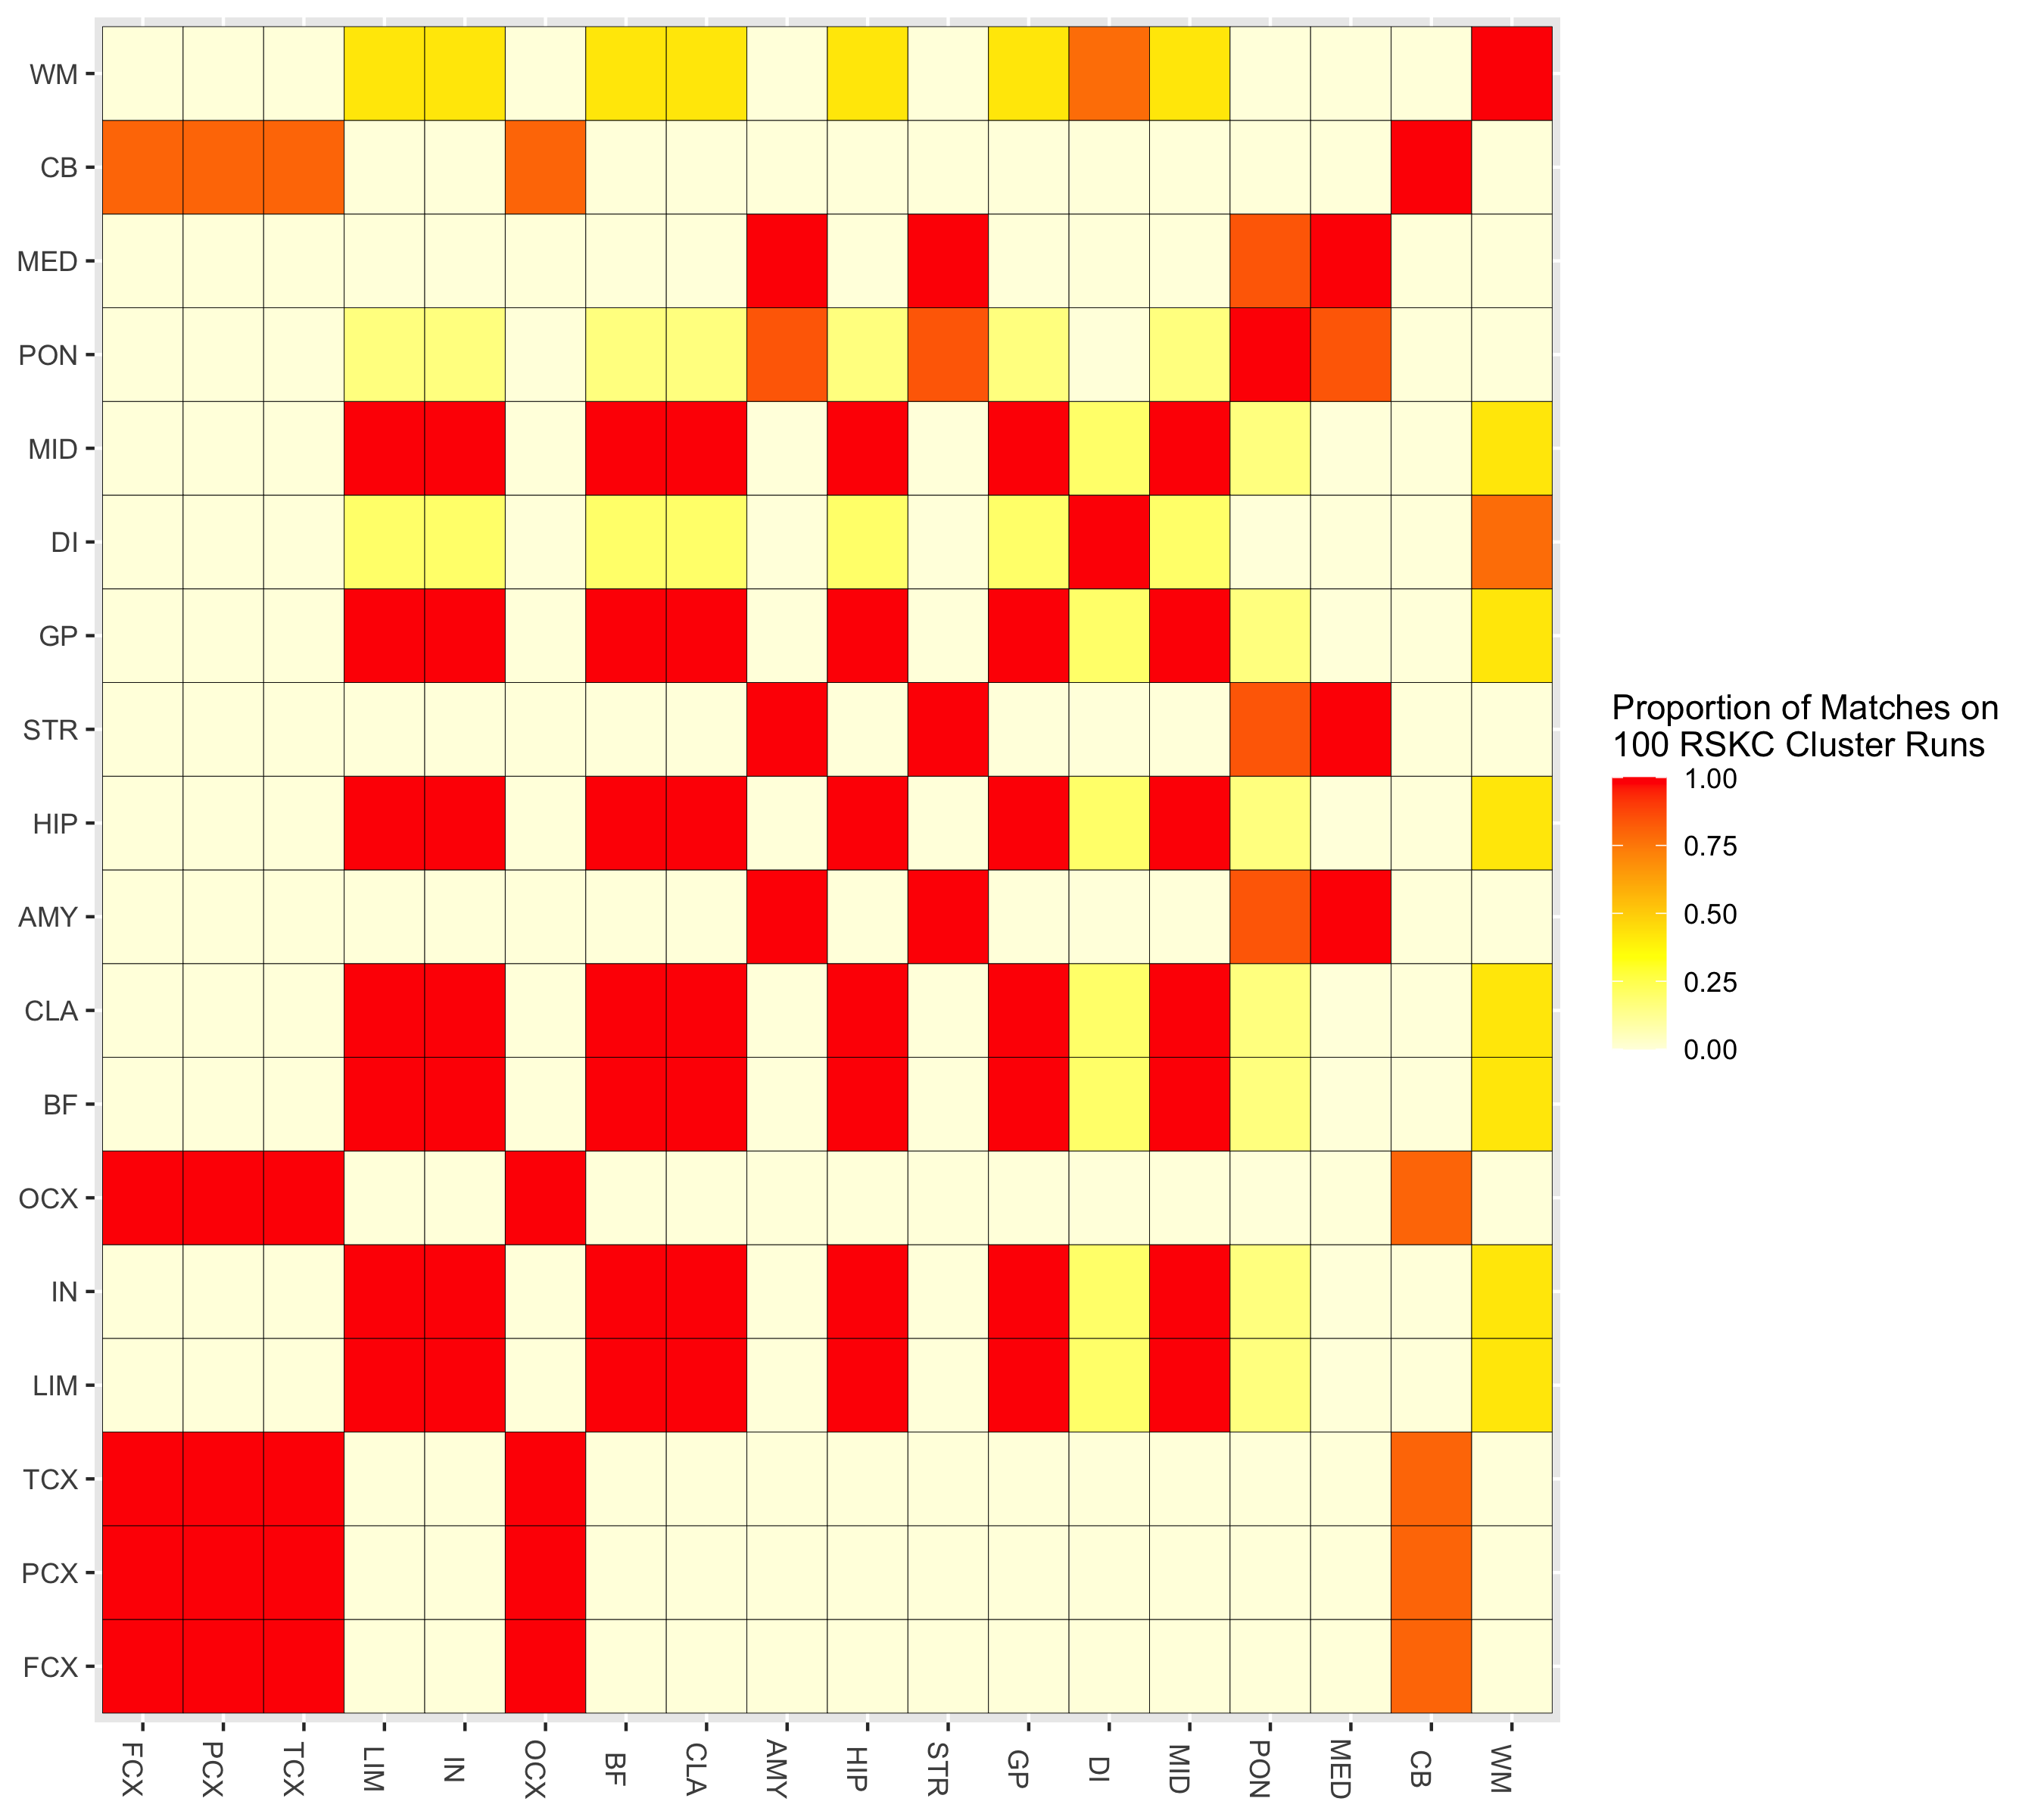 WM
CB
MED
PON
MID
DI
GP
STR
HIP
AMY
CLA
BF
OCX
IN
LIM
TCX
PCX
FCX
FCX PCX TCX LIM IN OCX BF CLA AMY HIP STR GP DI MID PON MED CB WM
Proportion of Matches on
100 RSKC Cluster Runs
1.00
0.75
0.50
0.25
0.00